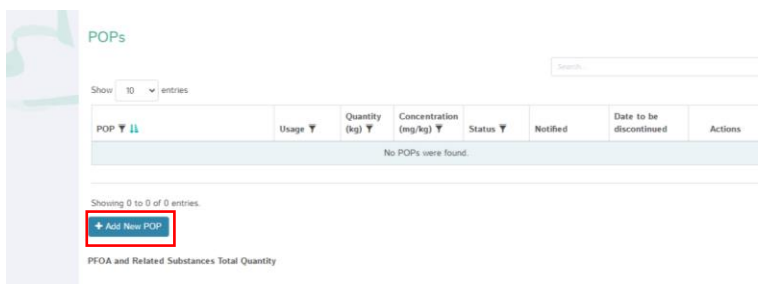 POPs
Search...
Show 10 entries
POP Usage Quantity (kg) Concentration (mg/kg) Status Notified Date to be discontinued Actions
No POPs were found.
Showing 0 to 0 of 0 entries.
+ Add New POP
PFOA and Related Substances Total Quantity